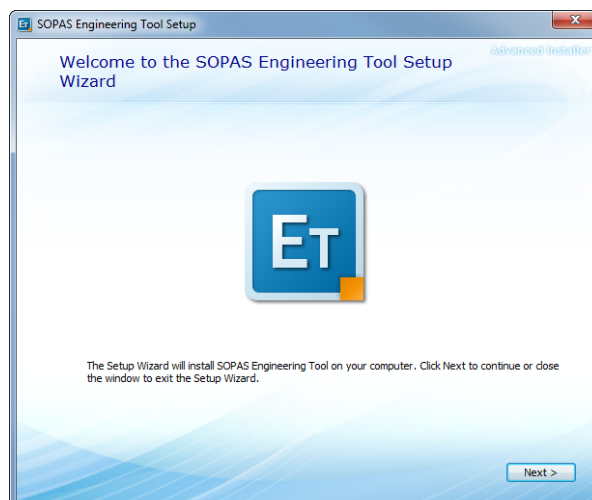 SOPAS Engineering Tool Setup
Advanced Installer
Welcome to the SOPAS Engineering Tool Setup
Wizard
ET
The Setup Wizard will install SOPAS Engineering Tool on your computer. Click Next to continue or close
the window to exit the Setup Wizard.
Next >